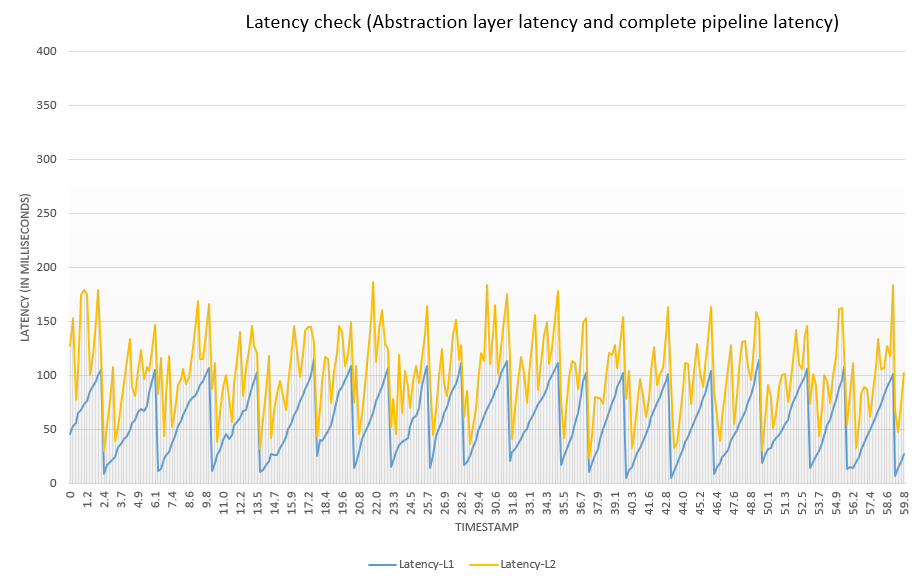 Latency check (Abstraction layer latency and complete pipeline latency)
400
350
300
250
200
150
100
50
0
LATENCY (IN MILLISECONDS)
0 1.2 2.4 3.7 6.1 7.4 8.6 9.8 11.0 12.3 13.5 14.7 15.9 17.2 18.4 19.6 20.8 22.0 23.3 24.5 25.7 27.0 28.2 29.4 30.6 31.8 33.1 34.3 35.5 36.7 37.9 39.1 40.3 41.6 42.8 44.0 45.2 46.4 47.6 48.9 50.1 51.3 52.5 53.7 54.9 56.2 57.4 58.6 59.8
TIMESTAMP
Latency-L1 Latency-L2